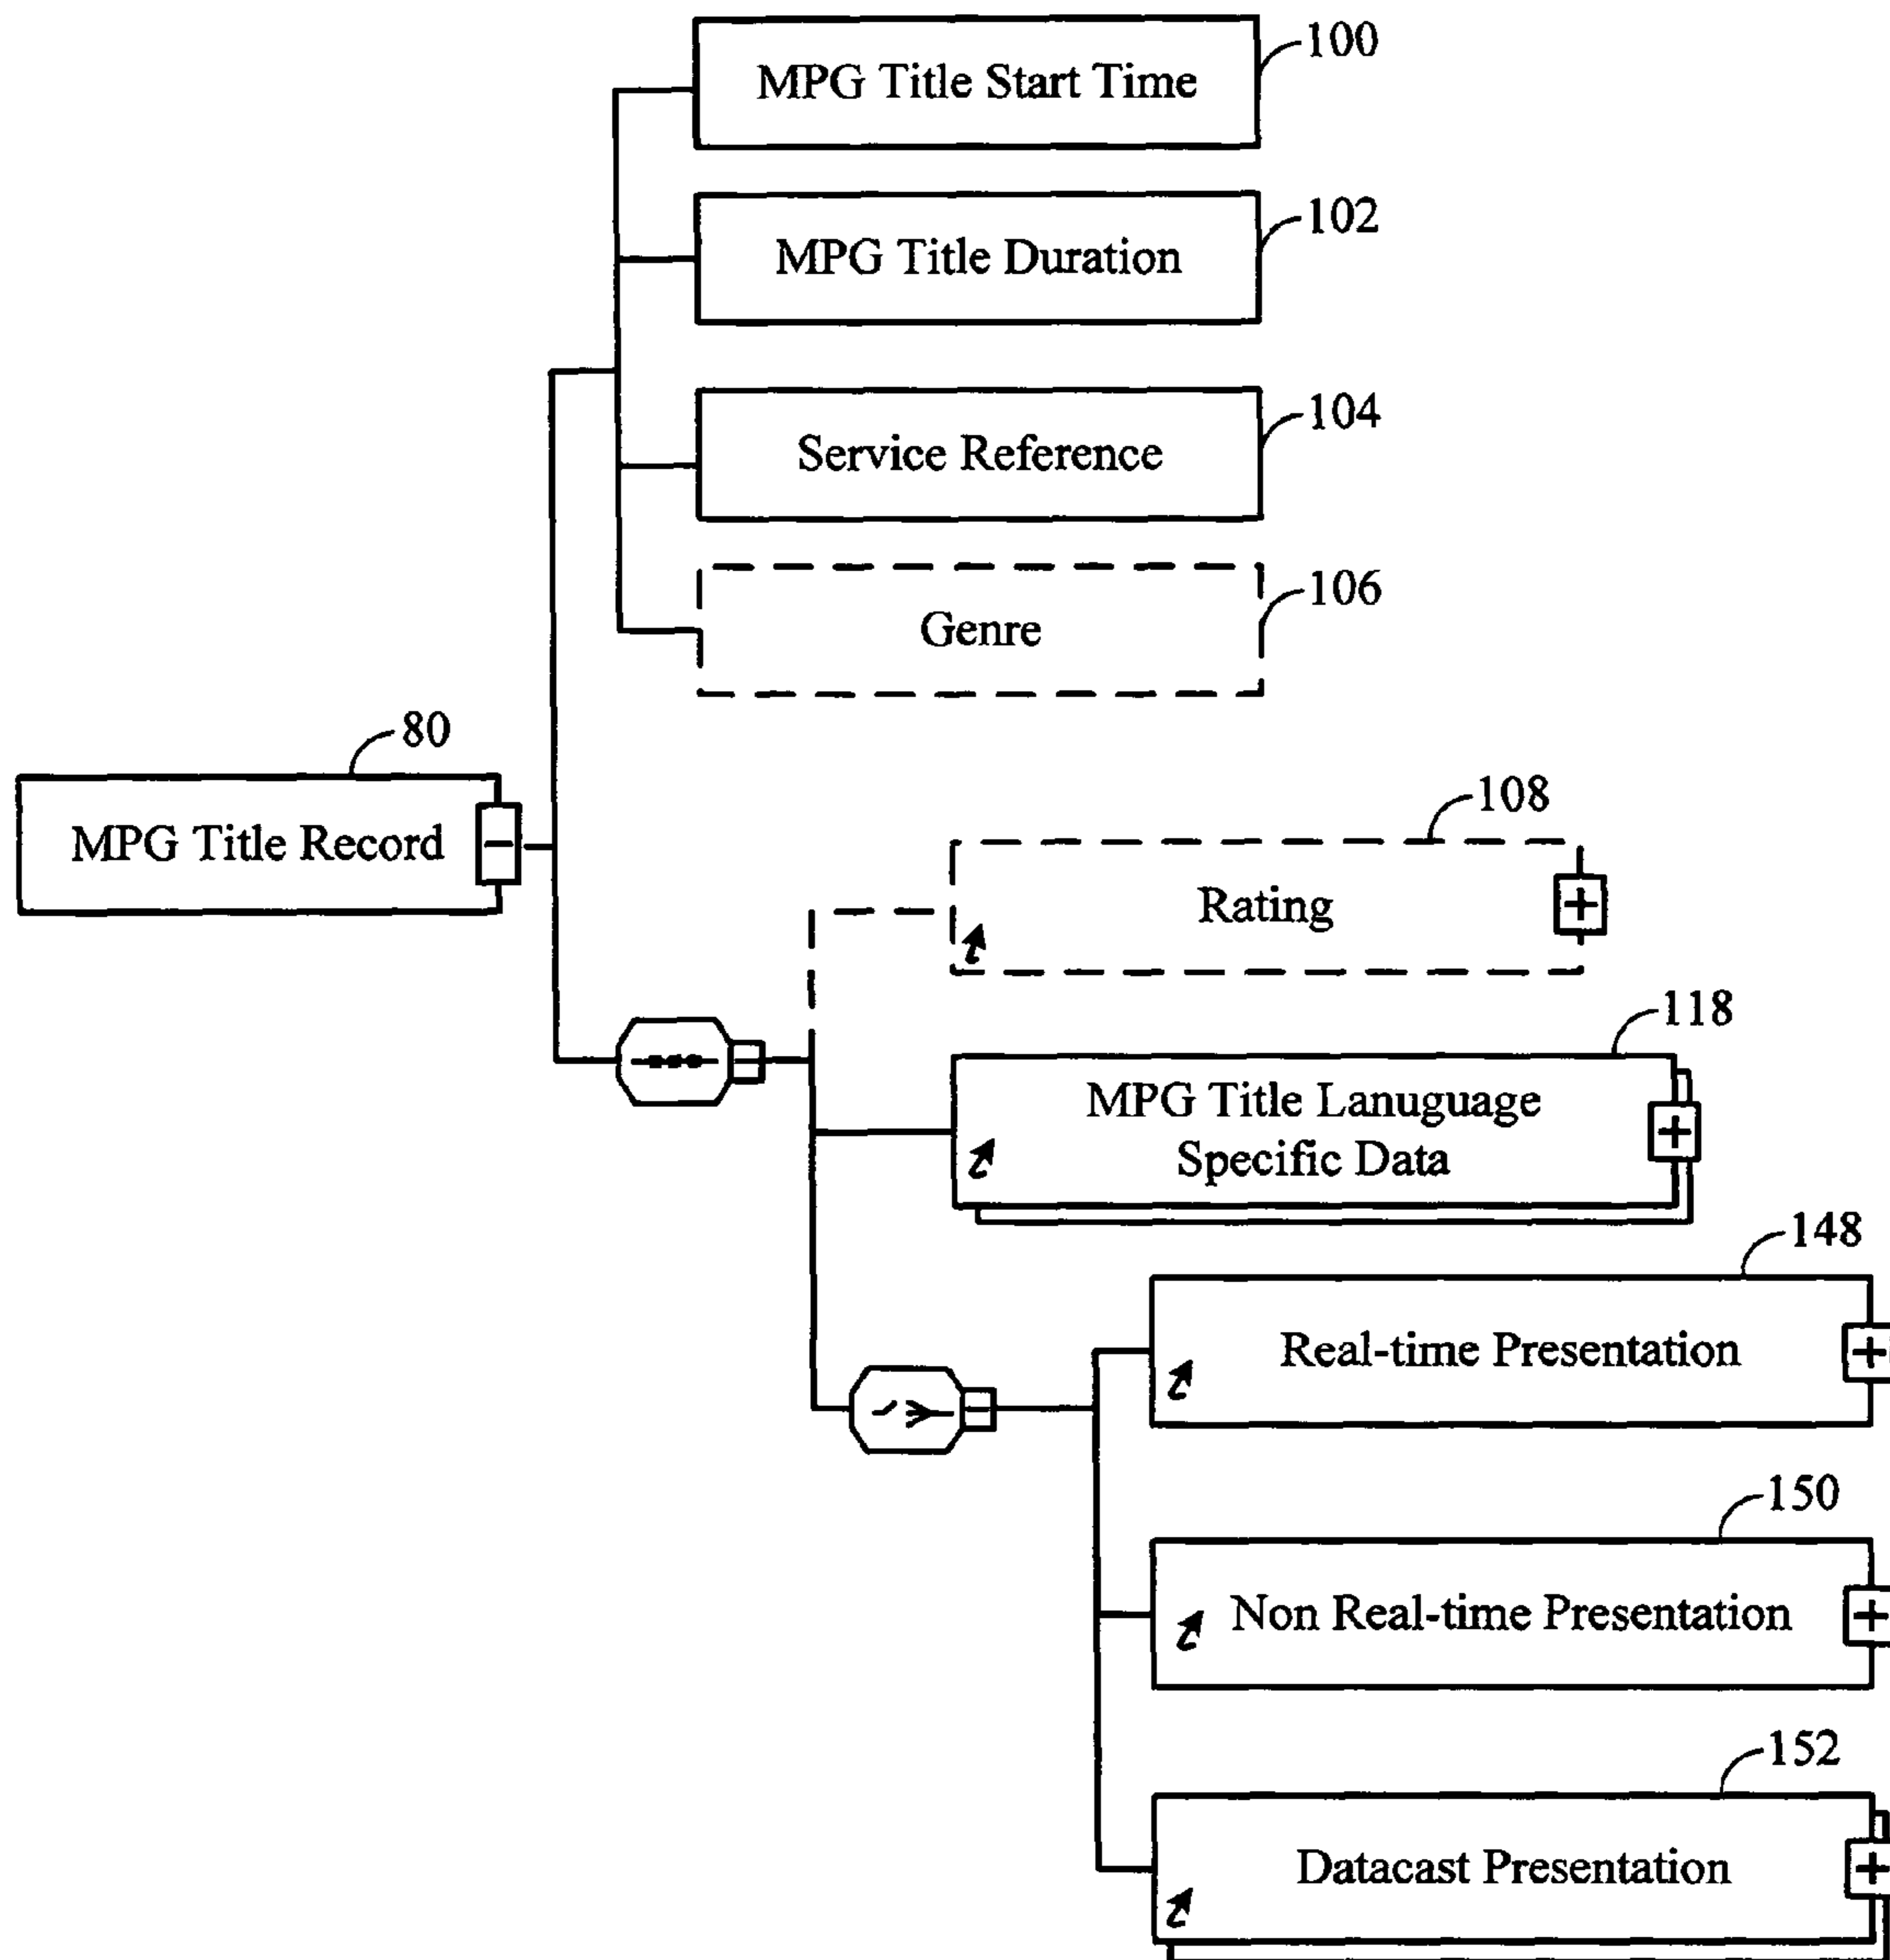 100
MPG Title Start Time
102
MPG Title Duration
104
Service Reference
106
Genre
80
MPG Title Record
108
Rating
118
MPG Title Lanuguage
Specific Data
148
Real-time Presentation
150
Non Real-time Presentation
152
Datacast Presentation